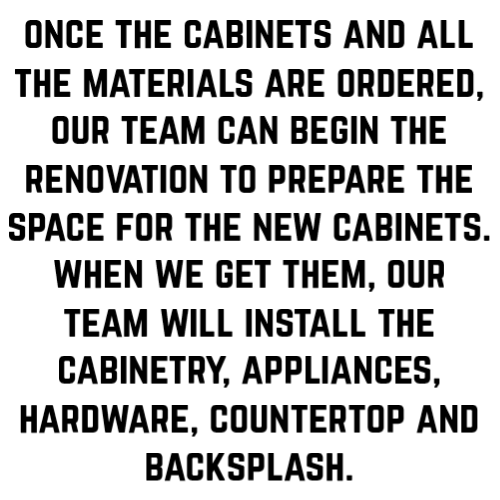 ONCE THE CABINETS AND ALL
THE MATERIALS ARE ORDERED,
OUR TEAM CAN BEGIN THE
RENOVATION TO PREPARE THE
SPACE FOR THE NEW CABINETS.
WHEN WE GET THEM, OUR
TEAM WILL INSTALL THE
CABINETRY, APPLIANCES,
HARDWARE, COUNTERTOP AND
BACKSPLASH.